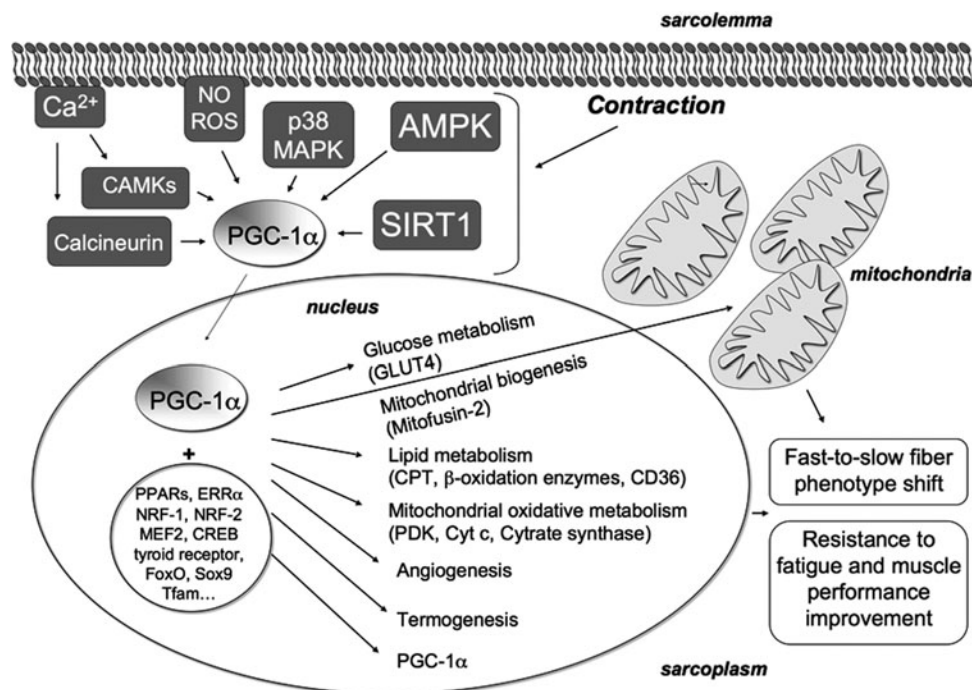 sarcolemma
Ca2+
NO
ROS
p38
MAPK
AMPK
Contraction
CAMKs
Calcineurin
PGC-1α
SIRT1
mitochondria
nucleus
Glucose metabolism
(GLUT4)
Mitochondrial biogenesis
(Mitofusin-2)
PGC-1α
+
Lipid metabolism
(CPT, β-oxidation enzymes, CD36)
Mitochondrial oxidative metabolism
(PDK, Cyt c, Cytrate synthase)
Angiogenesis
Termogenesis
PGC-1α
PPARs, ERRα
NRF-1, NRF-2
MEF2, CREB
tyroid receptor,
FoxO, Sox9
Tfam...
Fast-to-slow fiber
phenotype shift
Resistance to
fatigue and muscle
performance
improvement
sarcoplasm